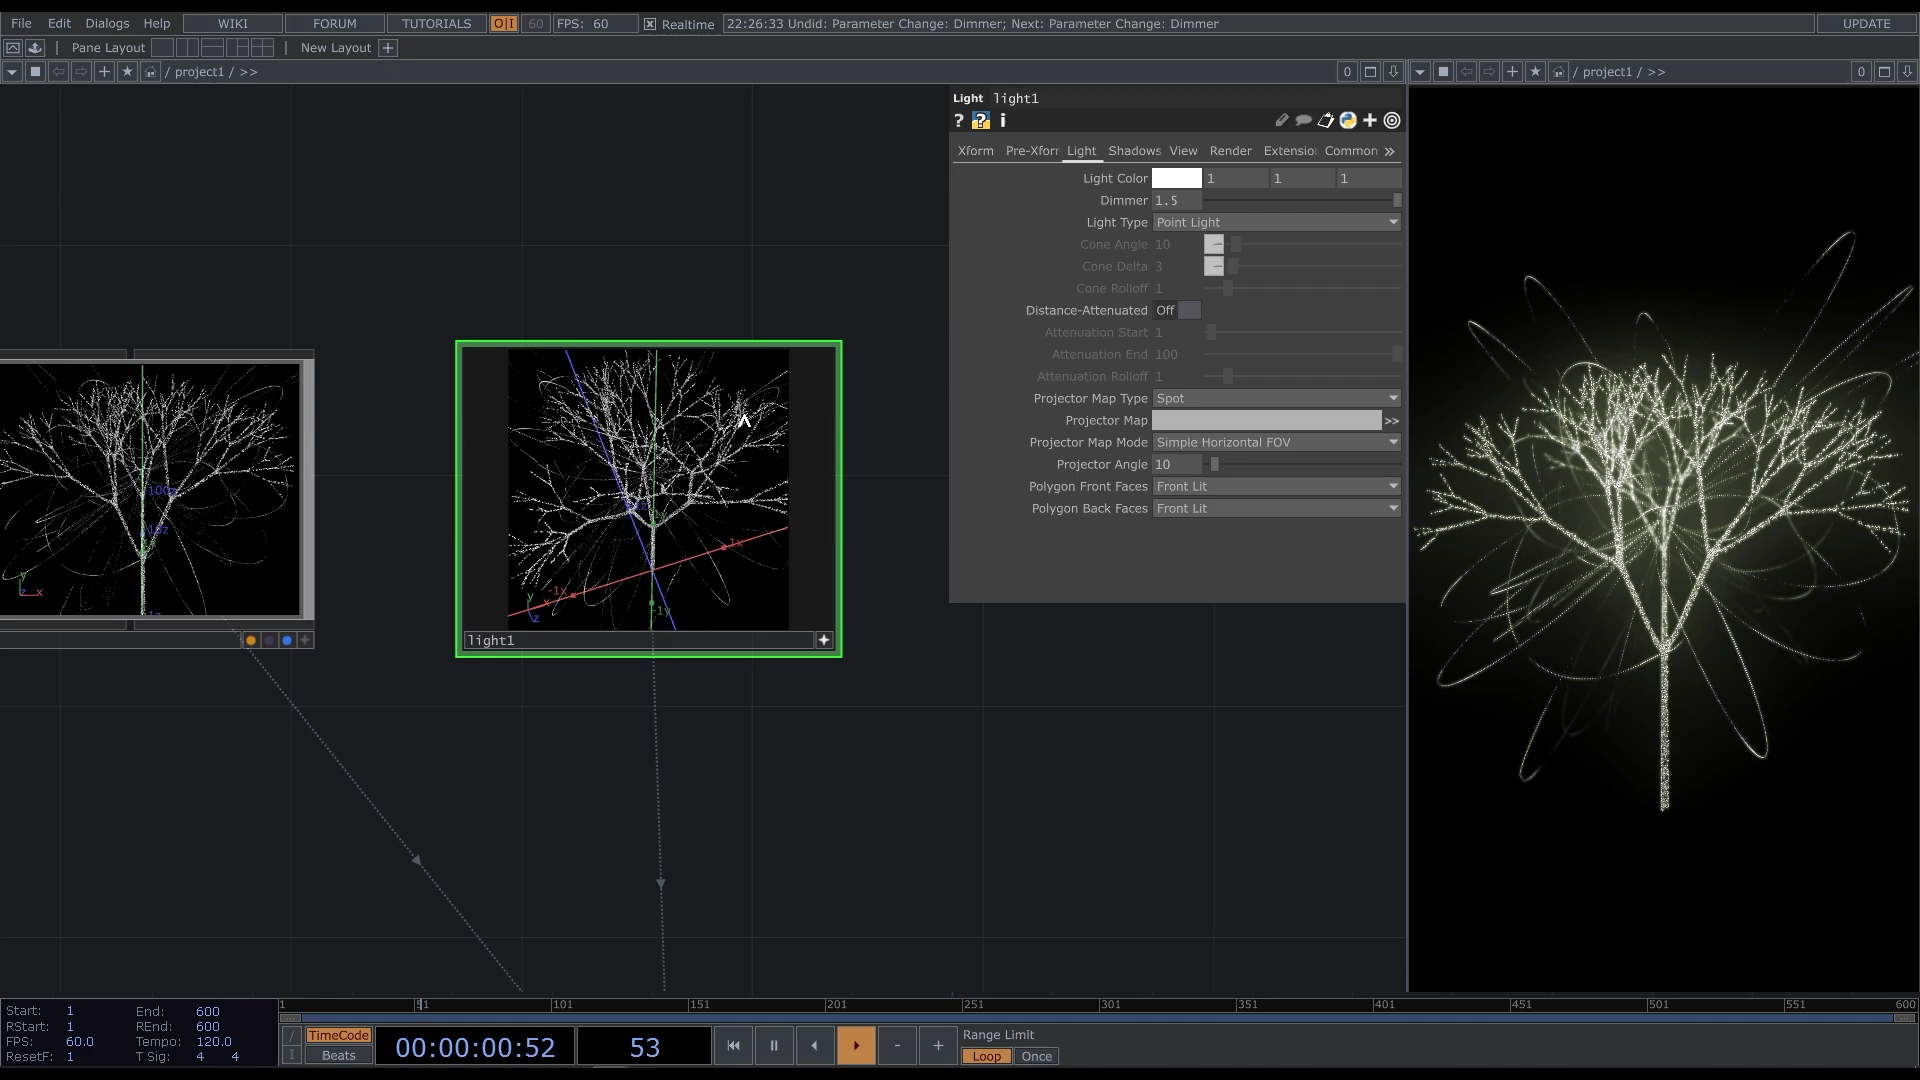 File Edit Dialogs Help WIKI FORUM TUTORIALS O|I 60 FPS: 60 Realtime 22:26:33 Undid: Parameter Change: Dimmer; Next: Parameter Change: Dimmer UPDATE
Pane Layout New Layout +
/ project1 / >> 0 / project1 / >> 0
Light light1
? ? i
Xform Pre-Xforr Light Shadows View Render Extensio Common >>
Light Color 1 1 1
Dimmer 1.5
Light Type Point Light
Cone Angle 10
Cone Delta 3
Cone Rolloff 1
Distance-Attenuated Off
Attenuation Start 1
Attenuation End 100
Attenuation Rolloff 1
Projector Map Type Spot
Projector Map >>
Projector Map Mode Simple Horizontal FOV
Projector Angle 10
Polygon Front Faces Front Lit
Polygon Back Faces Front Lit
y
z x
1x
-1x
-1y
y
x
z
light1
1 51 101 151 201 251 301 351 401 451 501 551 600
Start: 1 End: 600
RStart: 1 REnd: 600
FPS: 60.0 Tempo: 120.0
ResetF: 1 T Sig: 4 4
TimeCode
Beats
00:00:00:52 53
Range Limit
Loop Once